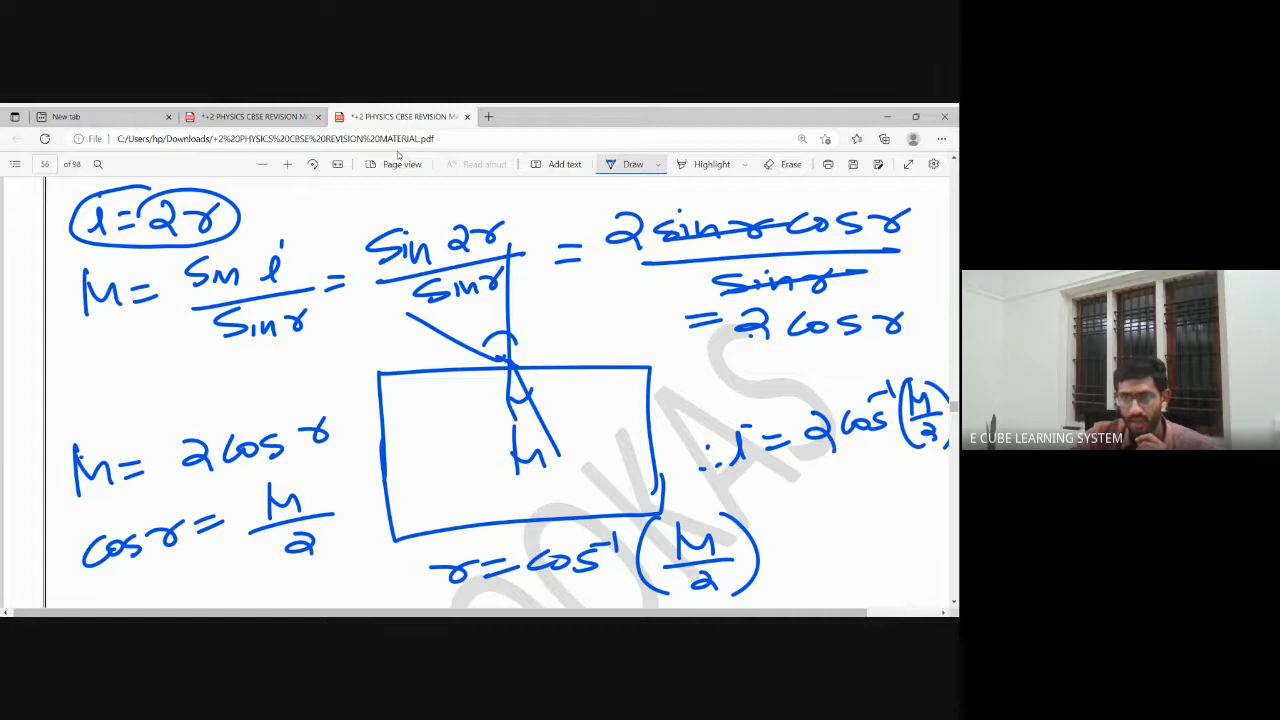 New tab
*+2 PHYSICS CBSE REVISION MA
*+2 PHYSICS CBSE REVISION MA
File
C:/Users/hp/Downloads/+2%20PHYSICS%20CBSE%20REVISION%20MATERIAL.pdf
56 of 98
Page view
Read aloud
Add text
Draw
Highlight
Erase
i = 2r
μ = sin i / sin r = sin 2r / sin r = 2 sin r cos r / sin r
= 2 cos r
μ = 2 cos r
cos r = μ / 2
μ
r = cos⁻¹ (μ / 2)
∴ i = 2 cos⁻¹ (μ / 2)
OKAS
E CUBE LEARNING SYSTEM